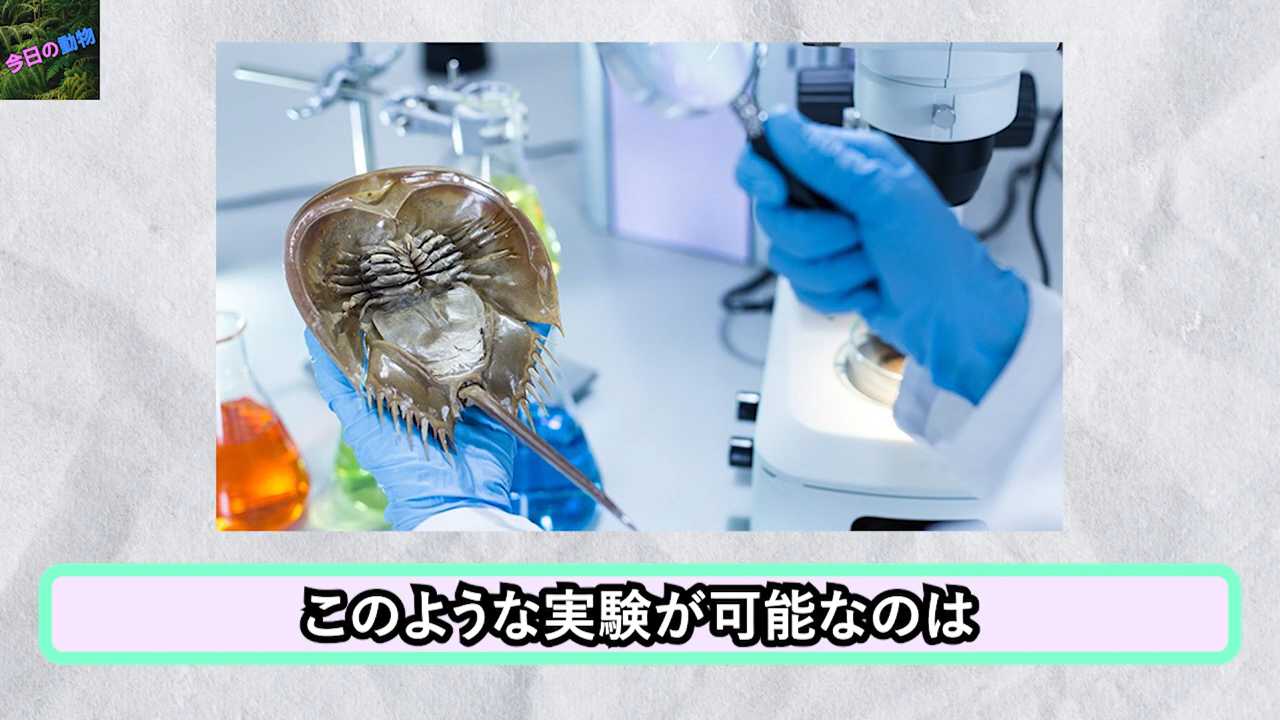 今日の動物
このような実験が可能なのは